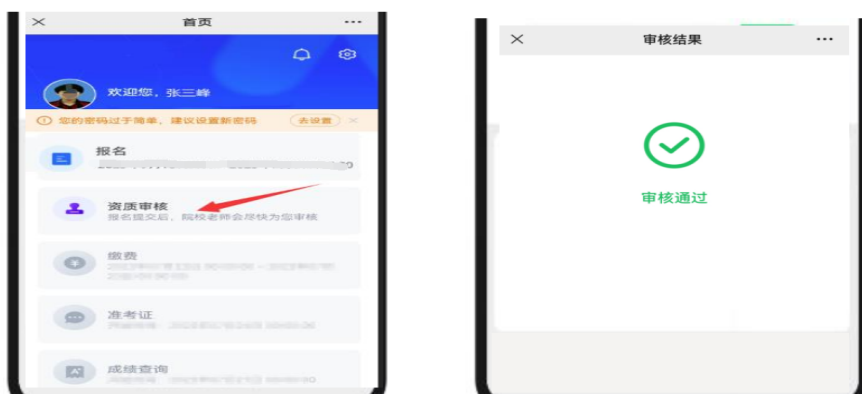 首页
欢迎您，张三峰
您的密码过于简单，建议设置新密码
去设置
报名
资质审核
报名提交后，院校老师会尽快为您审核
缴费
准考证
成绩查询
审核结果
审核通过